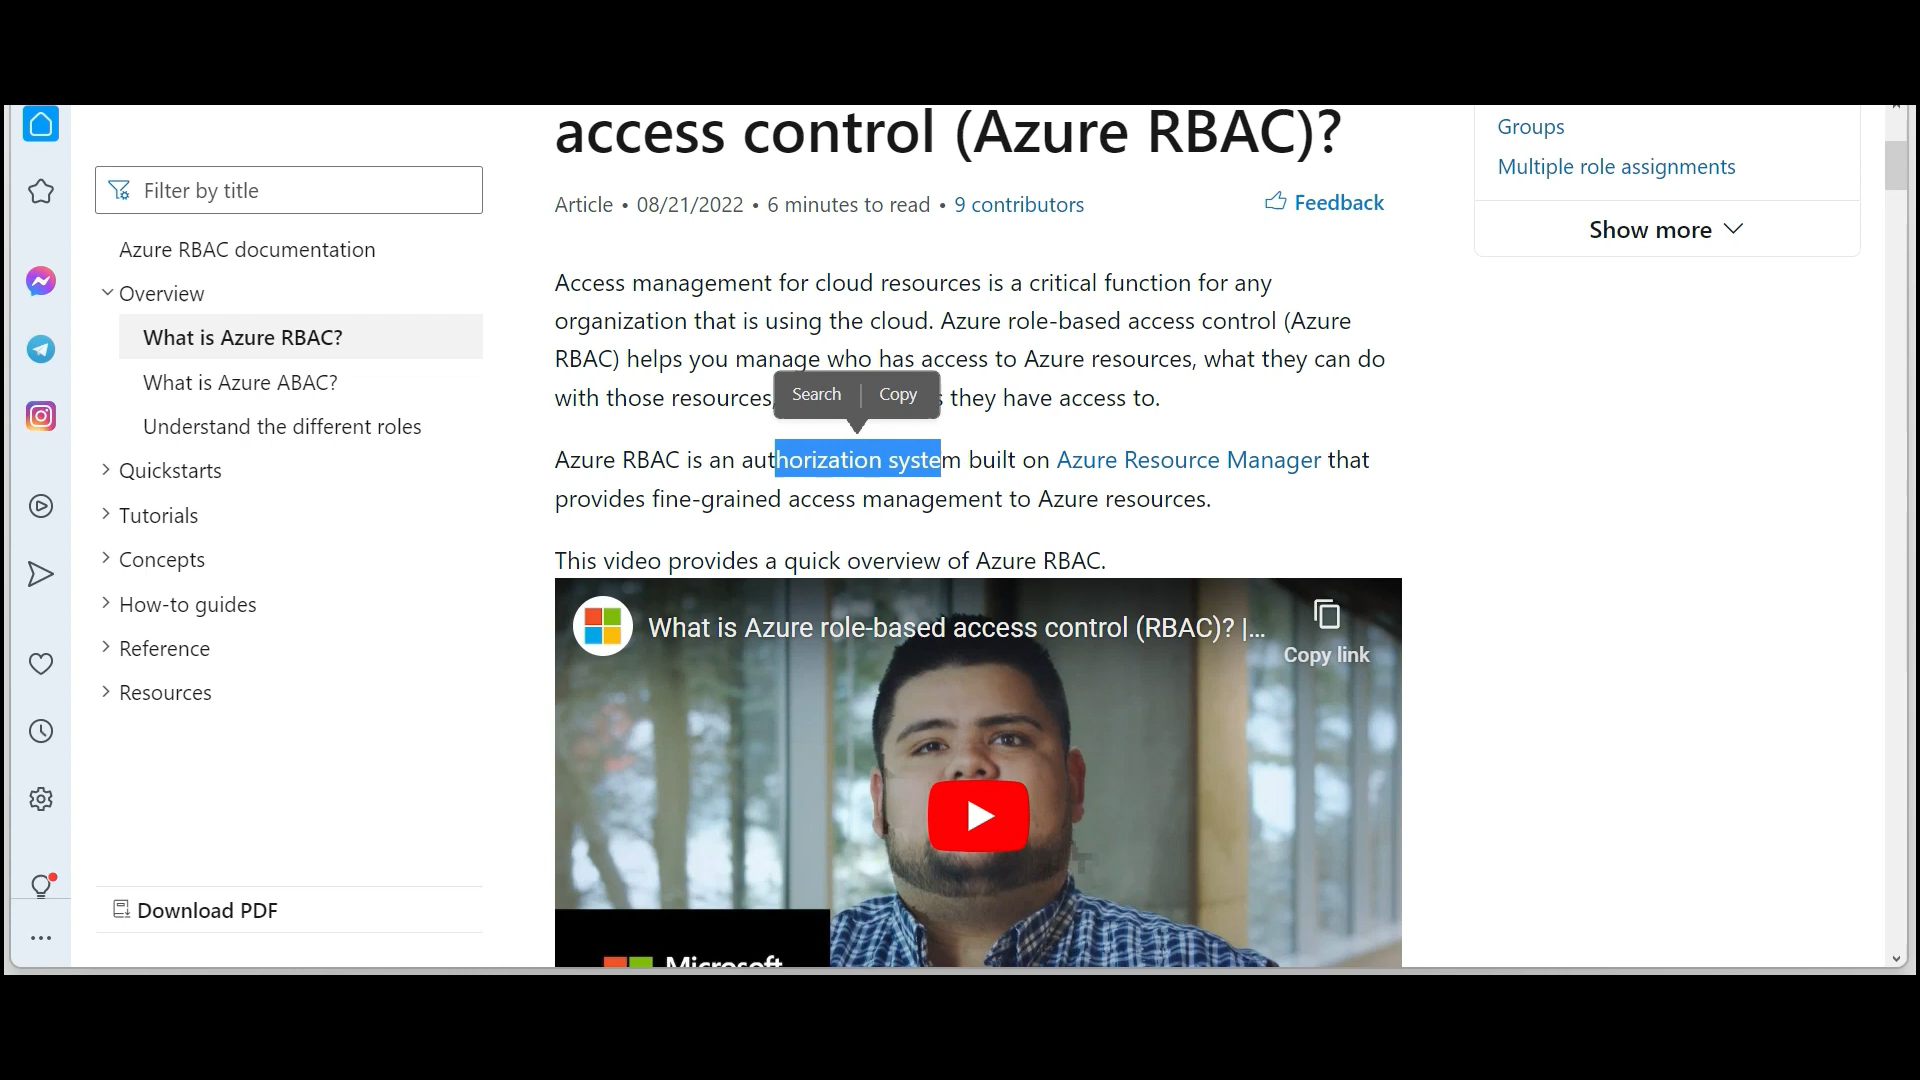 access control (Azure RBAC)?
Article • 08/21/2022 • 6 minutes to read • 9 contributors
Feedback
Filter by title
Azure RBAC documentation
Overview
What is Azure RBAC?
What is Azure ABAC?
Understand the different roles
Quickstarts
Tutorials
Concepts
How-to guides
Reference
Resources
Download PDF
Access management for cloud resources is a critical function for any
organization that is using the cloud. Azure role-based access control (Azure
RBAC) helps you manage who has access to Azure resources, what they can do
with those resources, they have access to.
Search
Copy
Azure RBAC is an authorization system built on Azure Resource Manager that
provides fine-grained access management to Azure resources.
This video provides a quick overview of Azure RBAC.
What is Azure role-based access control (RBAC)? |...
Copy link
Microsoft
Groups
Multiple role assignments
Show more